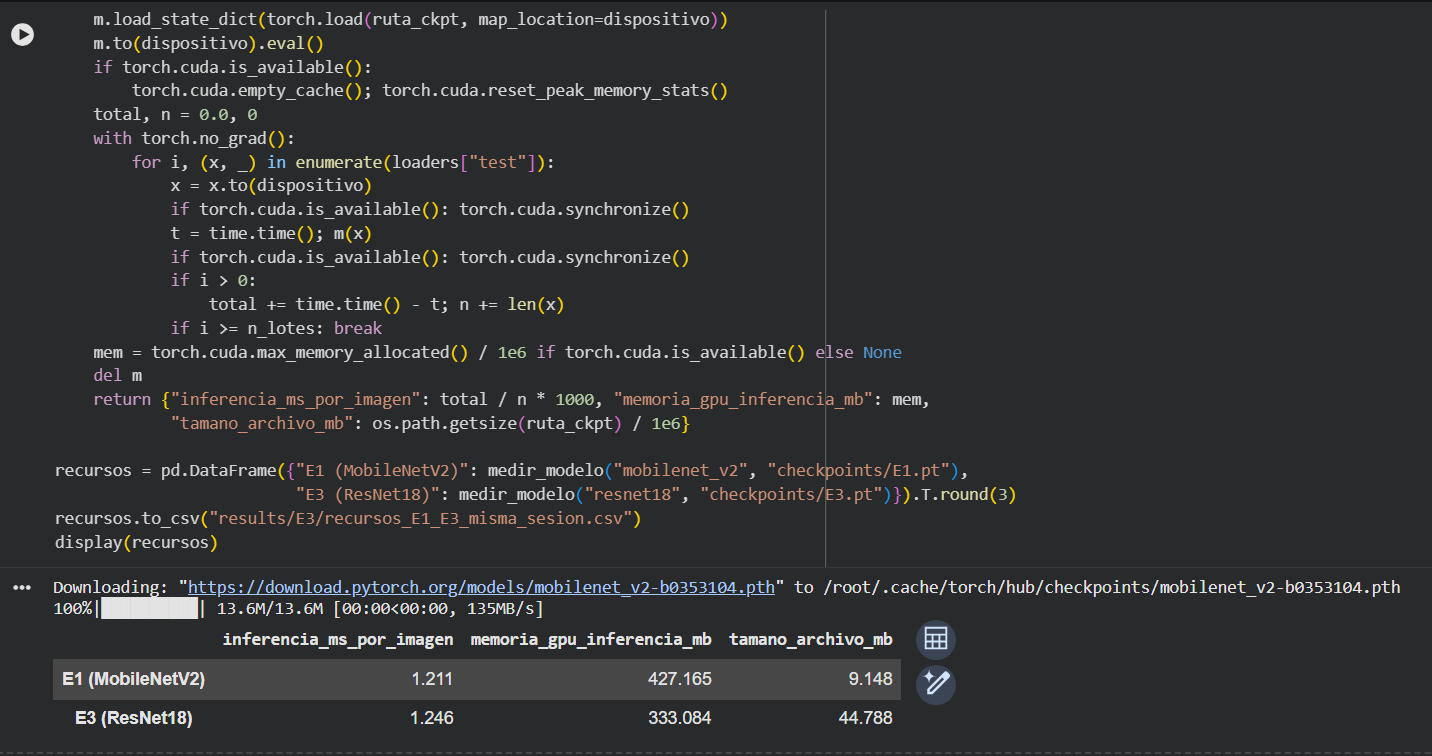 m.load_state_dict(torch.load(ruta_ckpt, map_location=dispositivo))
m.to(dispositivo).eval()
if torch.cuda.is_available():
torch.cuda.empty_cache(); torch.cuda.reset_peak_memory_stats()
total, n = 0.0, 0
with torch.no_grad():
for i, (x, _) in enumerate(loaders["test"]):
x = x.to(dispositivo)
if torch.cuda.is_available(): torch.cuda.synchronize()
t = time.time(); m(x)
if torch.cuda.is_available(): torch.cuda.synchronize()
if i > 0:
total += time.time() - t; n += len(x)
if i >= n_lotes: break
mem = torch.cuda.max_memory_allocated() / 1e6 if torch.cuda.is_available() else None
del m
return {"inferencia_ms_por_imagen": total / n * 1000, "memoria_gpu_inferencia_mb": mem,
"tamano_archivo_mb": os.path.getsize(ruta_ckpt) / 1e6}
recursos = pd.DataFrame({"E1 (MobileNetV2)": medir_modelo("mobilenet_v2", "checkpoints/E1.pt"),
"E3 (ResNet18)": medir_modelo("resnet18", "checkpoints/E3.pt")}).T.round(3)
recursos.to_csv("results/E3/recursos_E1_E3_misma_sesion.csv")
display(recursos)
Downloading: "https://download.pytorch.org/models/mobilenet_v2-b0353104.pth" to /root/.cache/torch/hub/checkpoints/mobilenet_v2-b0353104.pth
100%|██████████| 13.6M/13.6M [00:00<00:00, 135MB/s]
inferencia_ms_por_imagen memoria_gpu_inferencia_mb tamano_archivo_mb
E1 (MobileNetV2) 1.211 427.165 9.148
E3 (ResNet18) 1.246 333.084 44.788